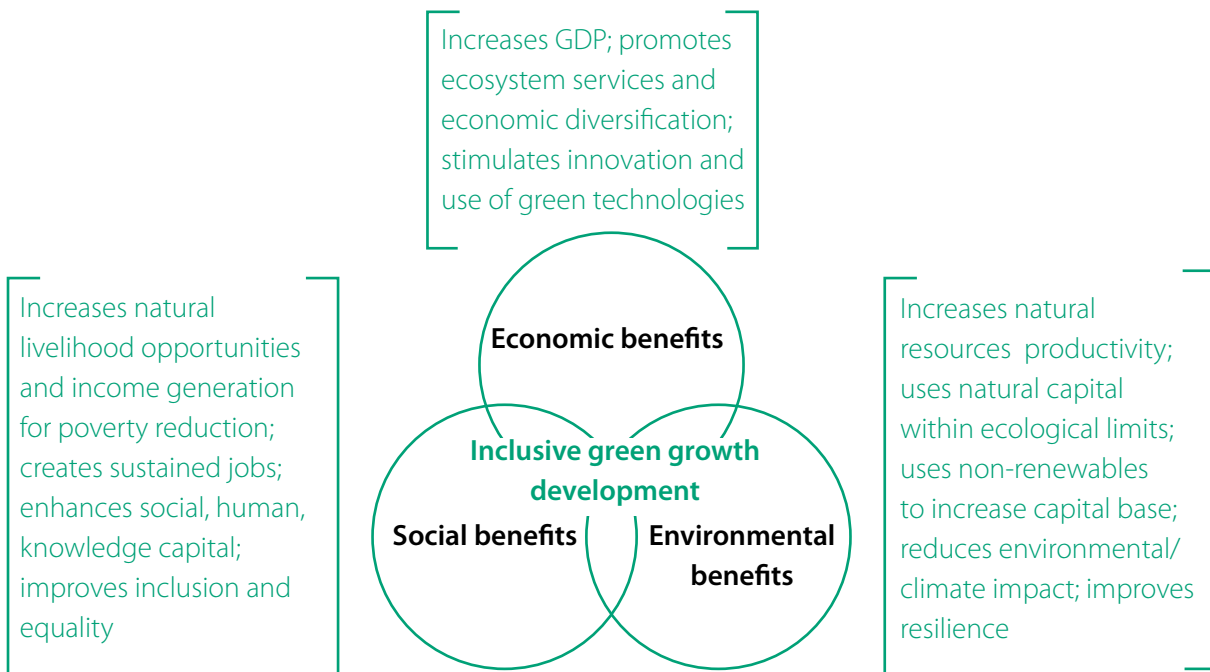 Increases GDP; promotes
ecosystem services and
economic diversification;
stimulates innovation and
use of green technologies
Increases natural
livelihood opportunities
and income generation
for poverty reduction;
creates sustained jobs;
enhances social, human,
knowledge capital;
improves inclusion and
equality
Economic benefits
Inclusive green growth
development
Social benefits
Environmental
benefits
Increases natural
resources productivity;
uses natural capital
within ecological limits;
uses non-renewables
to increase capital base;
reduces environmental/
climate impact; improves
resilience